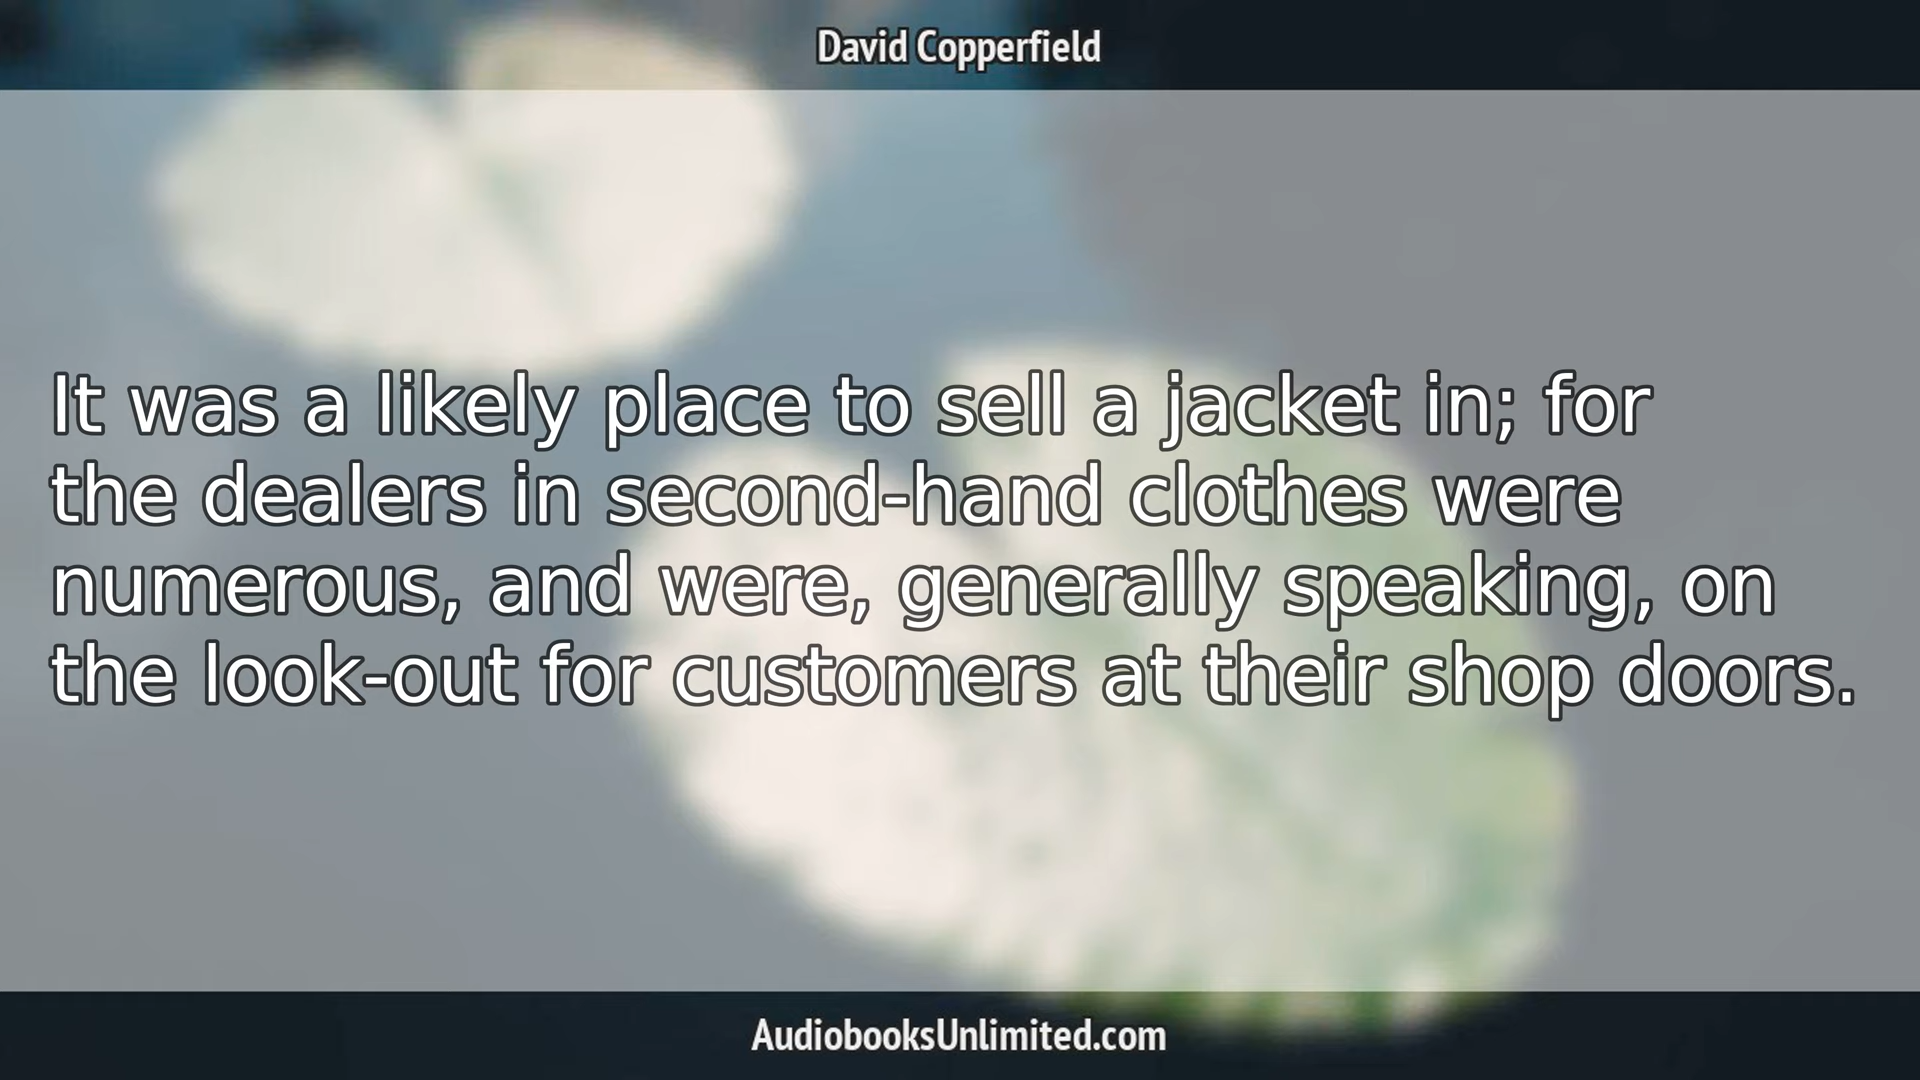 David Copperfield
It was a likely place to sell a jacket in; for
the dealers in second-hand clothes were
numerous, and were, generally speaking, on
the look-out for customers at their shop doors.
AudiobooksUnlimited.com